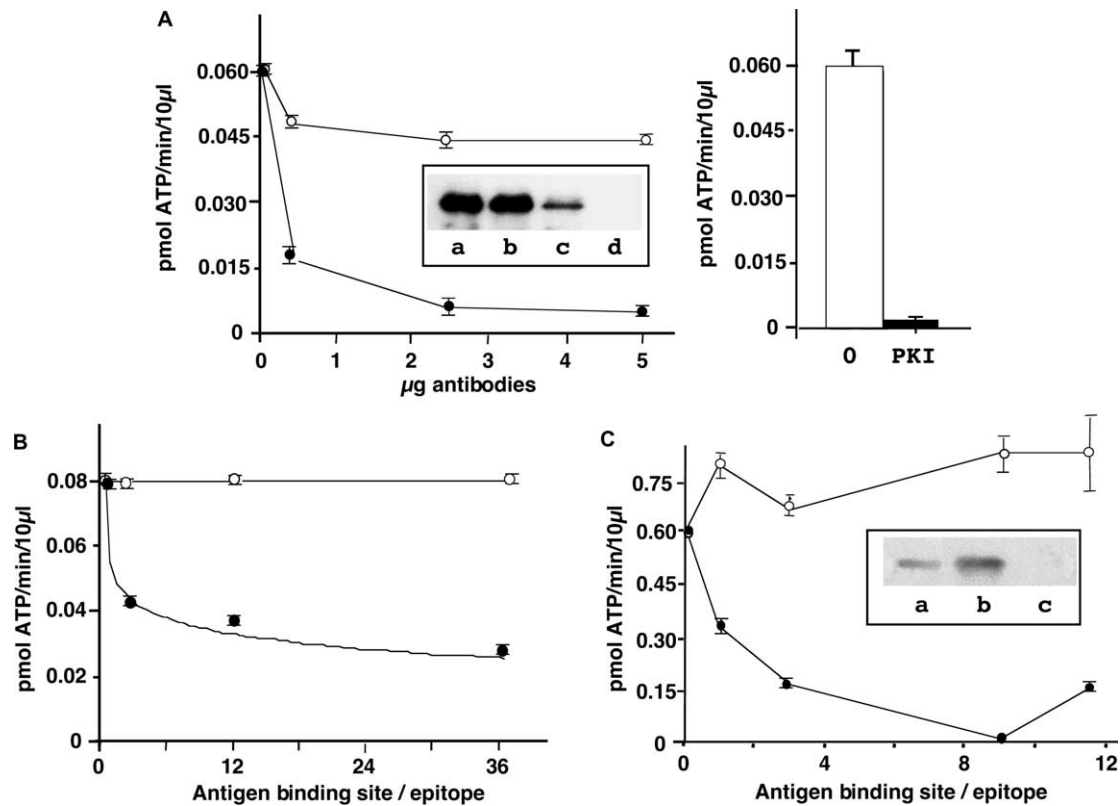 A
pmol ATP/min/10µl
0.060
0.045
0.030
0.015
0
0 1 2 3 4 5
µg antibodies
a b c d
pmol ATP/min/10µl
0.060
0.045
0.030
0.015
0
0 PKI
B
pmol ATP/min/10µl
0.08
0.06
0.04
0.02
0
0 12 24 36
Antigen binding site / epitope
C
pmol ATP/min/10µl
0.75
0.60
0.45
0.30
0.15
0
0 4 8 12
Antigen binding site / epitope
a b c